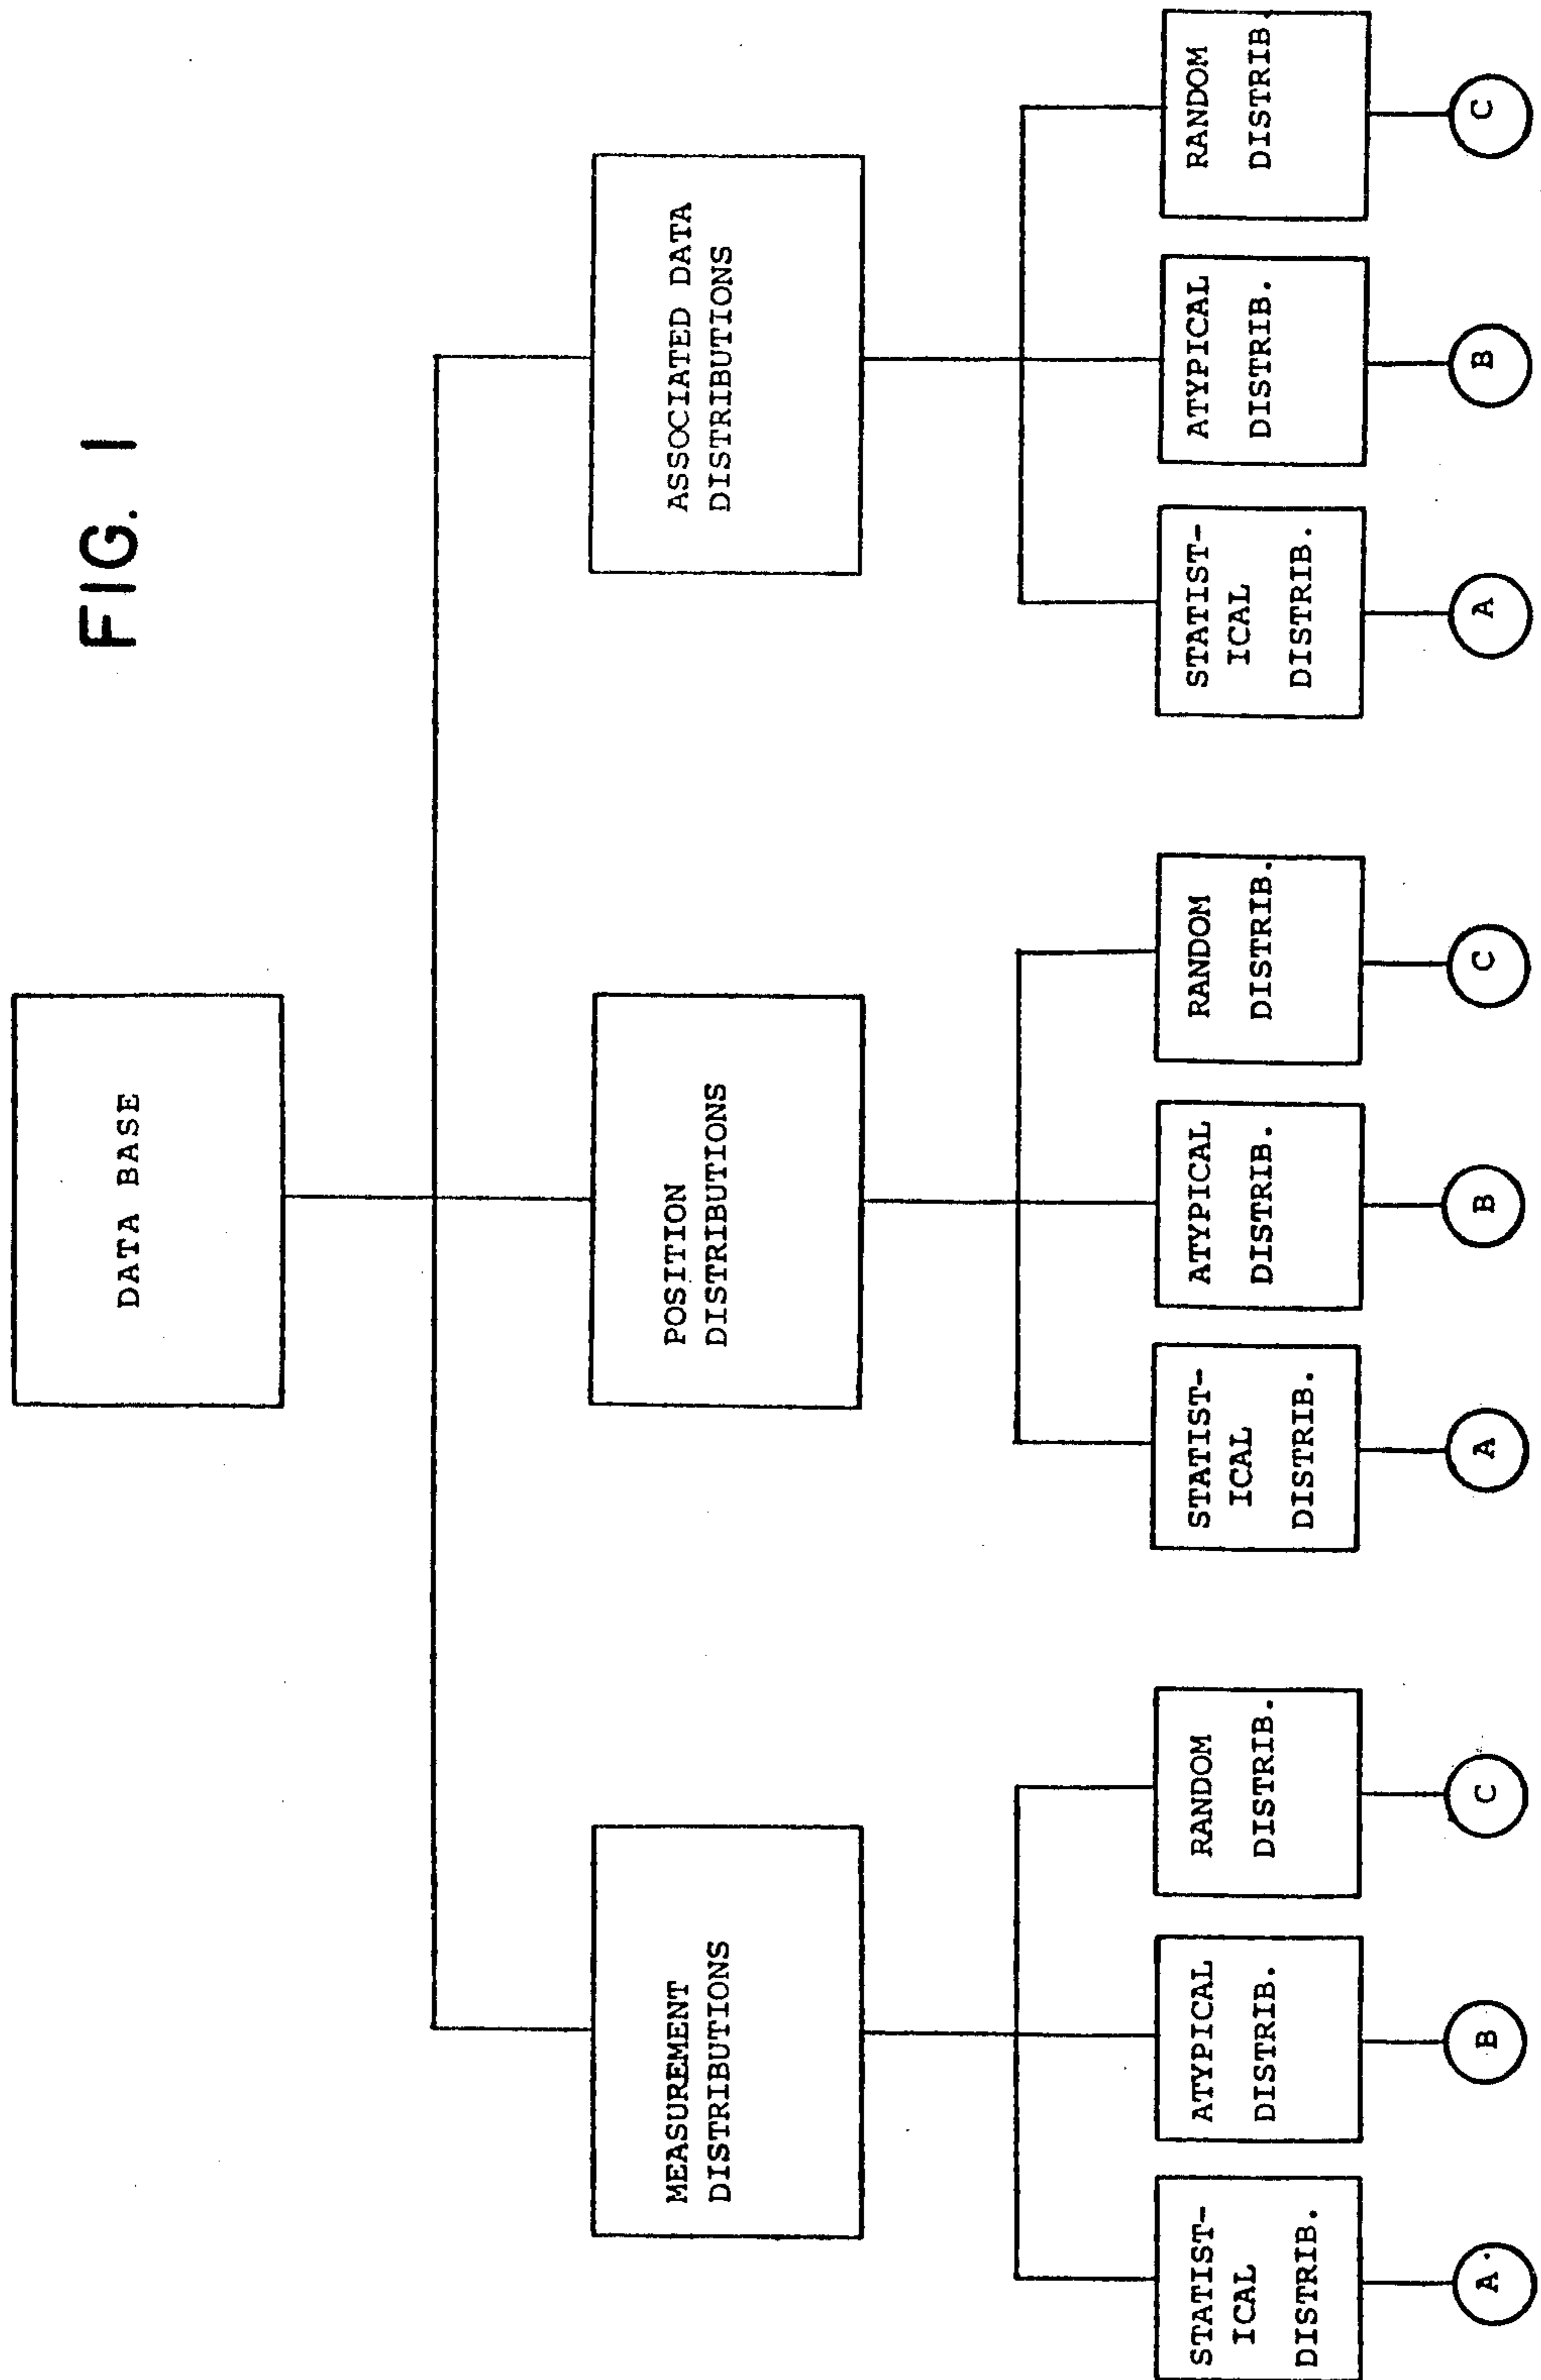 FIG. 1
DATA BASE
MEASUREMENT
DISTRIBUTIONS
POSITION
DISTRIBUTIONS
ASSOCIATED DATA
DISTRIBUTIONS
STATIST-
ICAL
DISTRIB.
ATYPICAL
DISTRIB.
RANDOM
DISTRIB.
STATIST-
ICAL
DISTRIB.
ATYPICAL
DISTRIB.
RANDOM
DISTRIB.
STATIST-
ICAL
DISTRIB.
ATYPICAL
DISTRIB.
RANDOM
DISTRIB.
A
B
C
A
B
C
A
B
C